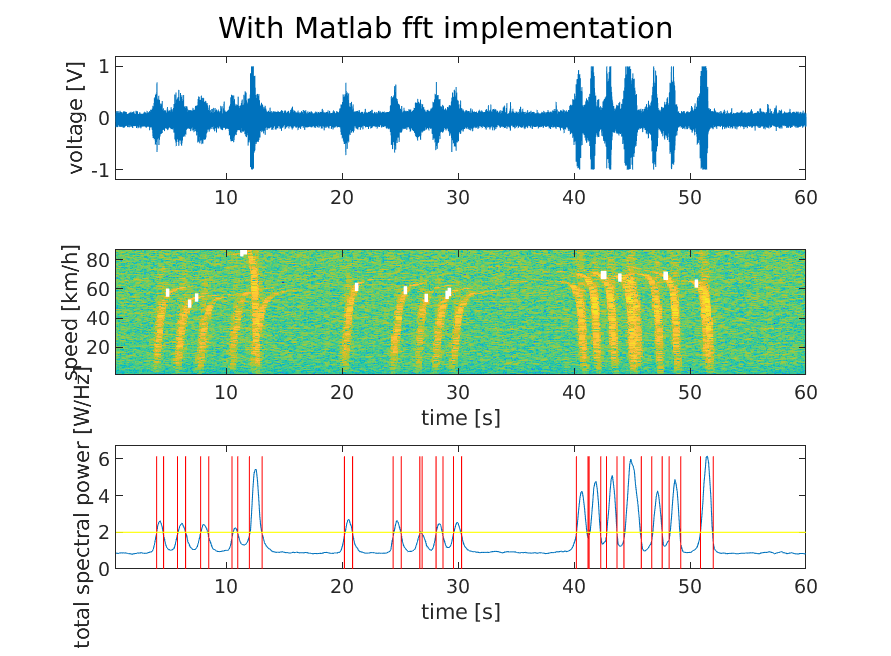 With Matlab fft implementation
voltage [V]
1
0
-1
10 20 30 40 50 60
speed [km/h]
80
60
40
20
10 20 30 40 50 60
time [s]
total spectral power [W/Hz]
6
4
2
0
10 20 30 40 50 60
time [s]